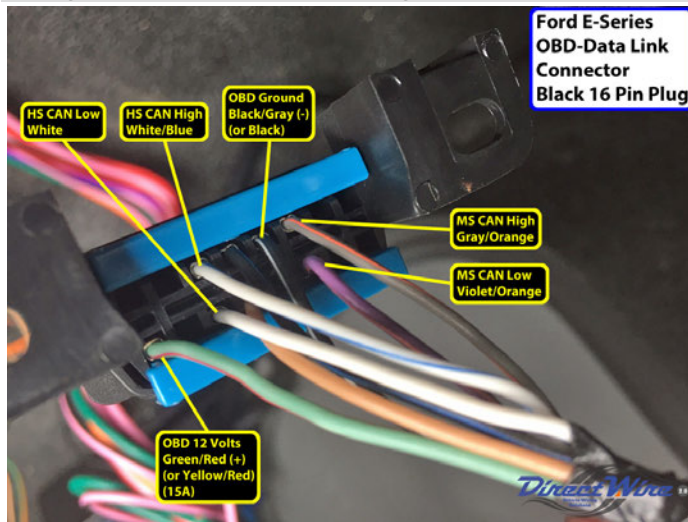 Ford E-Series
OBD-Data Link
Connector
Black 16 Pin Plug
OBD Ground
Black/Gray (-)
(or Black)
HS CAN Low
White
HS CAN High
White/Blue
MS CAN High
Gray/Orange
MS CAN Low
Violet/Orange
OBD 12 Volts
Green/Red (+)
(or Yellow/Red)
(15A)
DirectWire